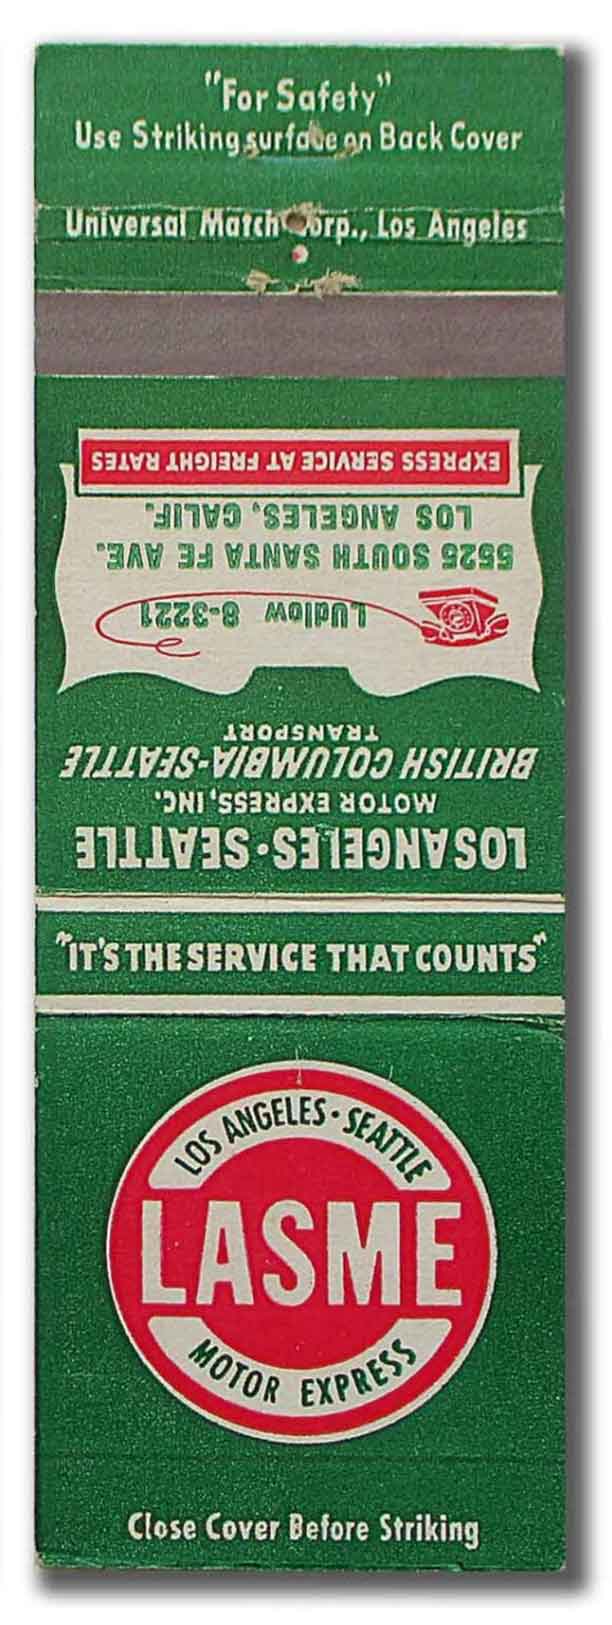 "For Safety"
Use Striking surface on Back Cover
Universal Match Corp., Los Angeles
LOS ANGELES • SEATTLE
MOTOR EXPRESS, INC.
BRITISH COLUMBIA-SEATTLE
TRANSPORT
Ludlow 8-3221
5525 SOUTH SANTA FE AVE.
LOS ANGELES, CALIF.
EXPRESS SERVICE AT FREIGHT RATES
"IT'S THE SERVICE THAT COUNTS"
LOS ANGELES • SEATTLE
LASME
MOTOR EXPRESS
Close Cover Before Striking